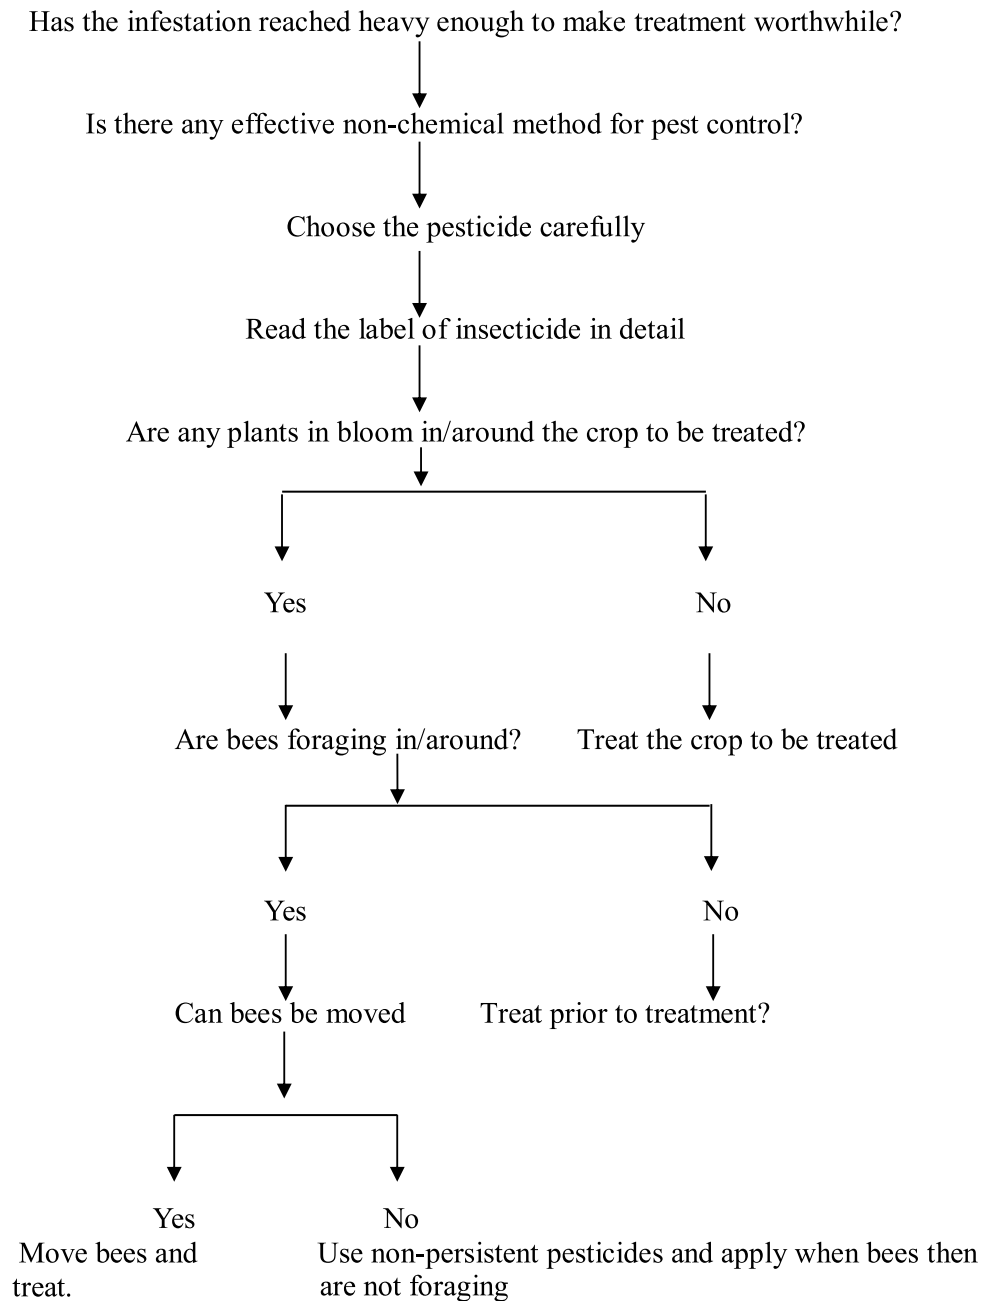 Has the infestation reached heavy enough to make treatment worthwhile?
Is there any effective non-chemical method for pest control?
Choose the pesticide carefully
Read the label of insecticide in detail
Are any plants in bloom in/around the crop to be treated?
Yes
No
Are bees foraging in/around?
Treat the crop to be treated
Yes
No
Can bees be moved
Treat prior to treatment?
Yes
No
Move bees and
treat.
Use non-persistent pesticides and apply when bees then
are not foraging